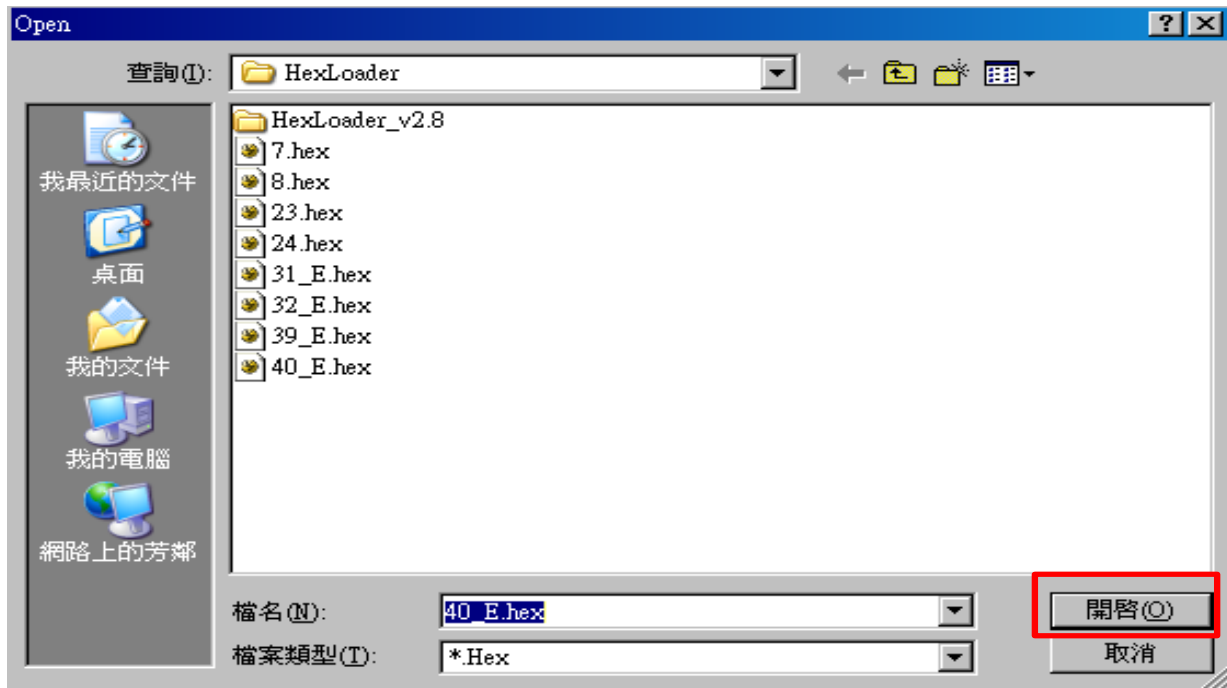 Open
查詢(I):
HexLoader
HexLoader_v2.8
7.hex
8.hex
23.hex
24.hex
31_E.hex
32_E.hex
39_E.hex
40_E.hex
我最近的文件
桌面
我的文件
我的電腦
網路上的芳鄰
檔名(N):
40_E.hex
開啓(O)
檔案類型(T):
*.Hex
取消